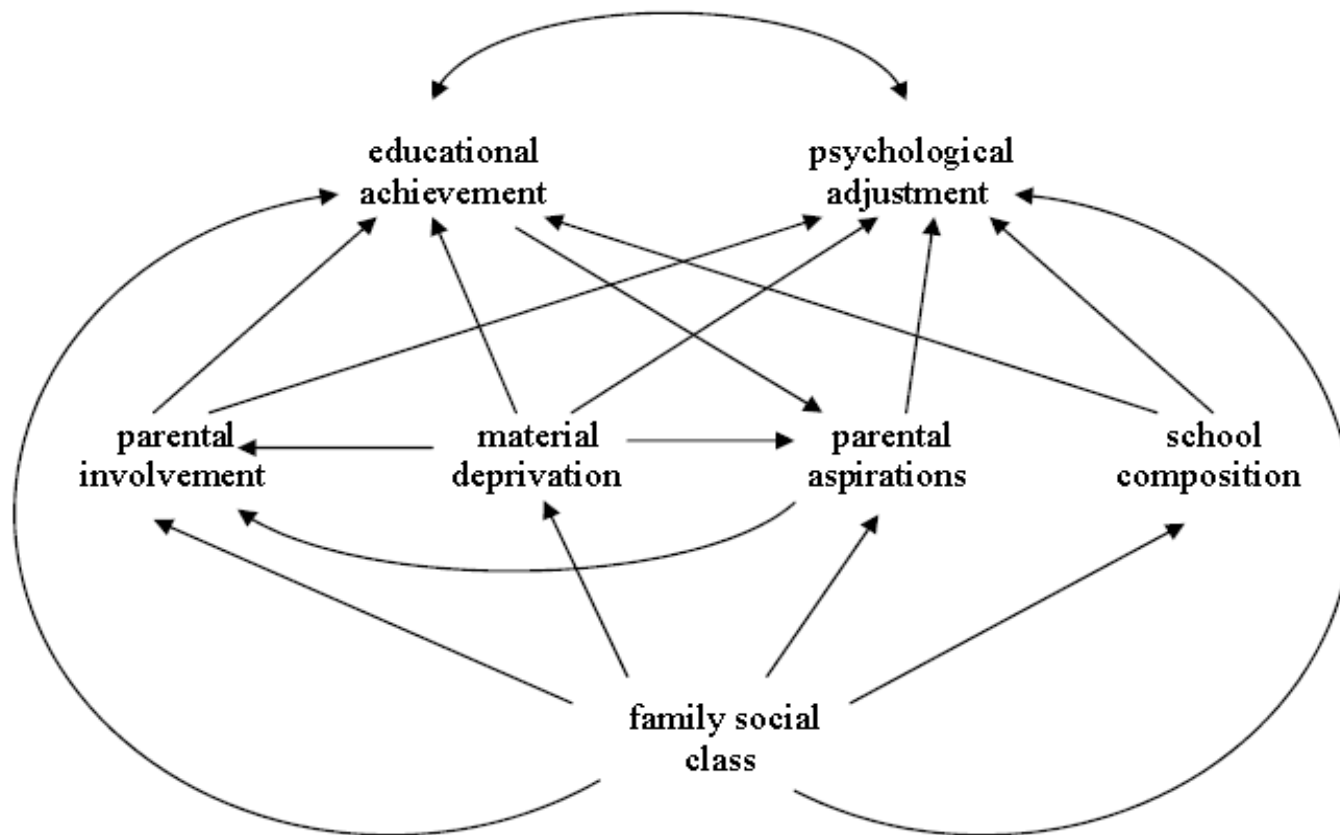 educational
achievement
psychological
adjustment
parental
involvement
material
deprivation
parental
aspirations
school
composition
family social
class